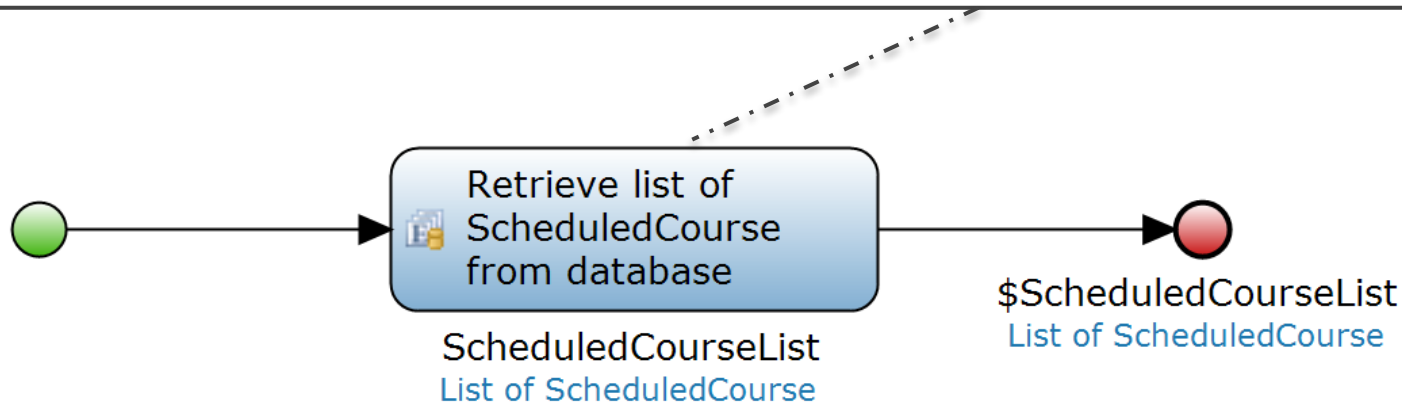 Retrieve list of
ScheduledCourse
from database
ScheduledCourseList
List of ScheduledCourse
$ScheduledCourseList
List of ScheduledCourse